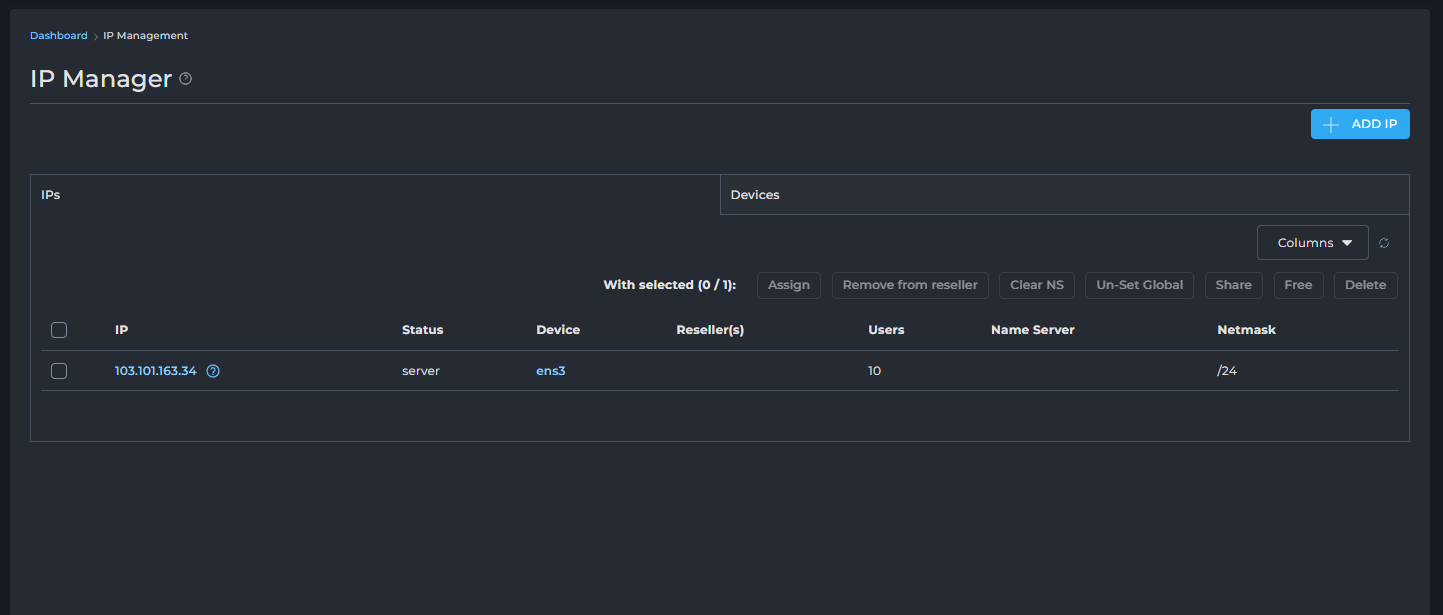 Dashboard > IP Management
IP Manager
ADD IP
IPs Devices
Columns
With selected (0 / 1): Assign Remove from reseller Clear NS Un-Set Global Share Free Delete
IP Status Device Reseller(s) Users Name Server Netmask
103.101.163.34 server ens3 10 /24